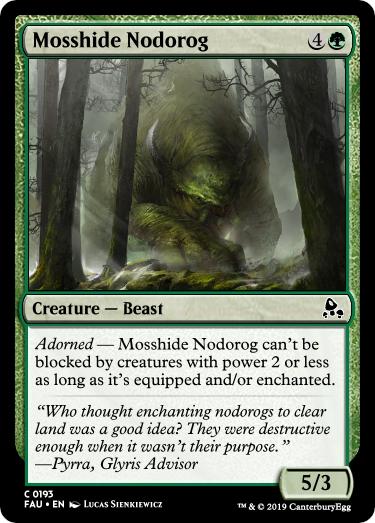 Mosshide Nodorog 4
Creature — Beast
Adorned — Mosshide Nodorog can't be
blocked by creatures with power 2 or less
as long as it's equipped and/or enchanted.
“Who thought enchanting nodorogs to clear
land was a good idea? They were destructive
enough when it wasn't their purpose.”
—Pyrra, Glyris Advisor
5/3
C 0193
FAU • EN Lucas Sienkiewicz
™ & © 2019 CanterburyEgg